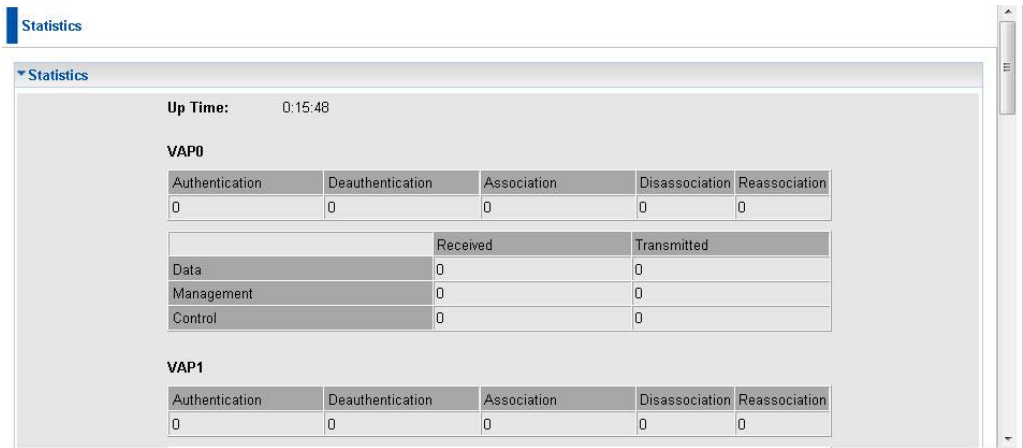 Statistics
Statistics
Up Time: 0:15:48
VAP0
Authentication Deauthentication Association Disassociation Reassociation
0 0 0 0 0
Received Transmitted
Data 0 0
Management 0 0
Control 0 0
VAP1
Authentication Deauthentication Association Disassociation Reassociation
0 0 0 0 0